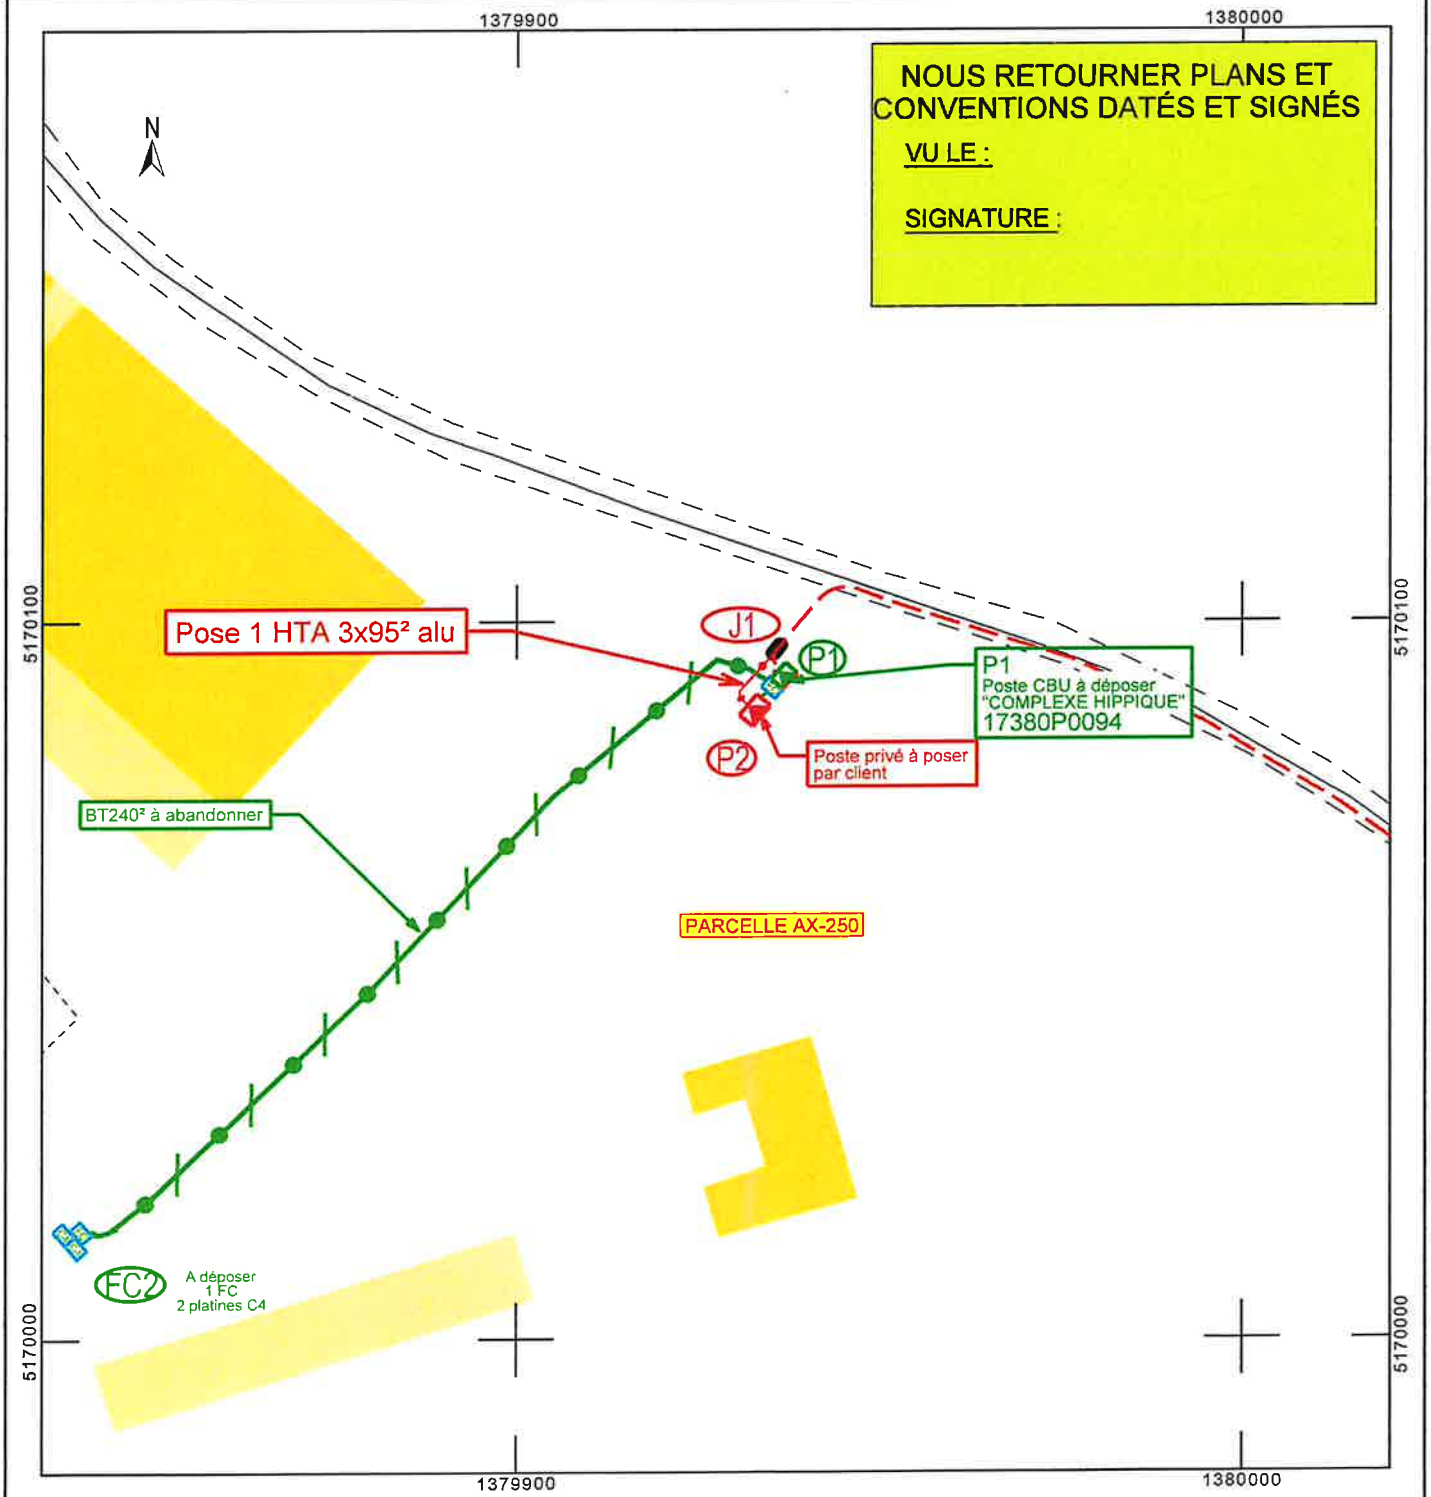 1379900
1380000
NOUS RETOURNER PLANS ET
CONVENTIONS DATÉS ET SIGNÉS
VU LE :
SIGNATURE :
N
5170100
5170100
Pose 1 HTA 3x95² alu
J1
P1
P1
Poste CBU à déposer
"COMPLEXE HIPPIQUE"
17380P0094
P2
Poste privé à poser
par client
BT240² à abandonner
PARCELLE AX-250
FC2
A déposer
1 FC
2 platines C4
5170000
5170000
1379900
1380000